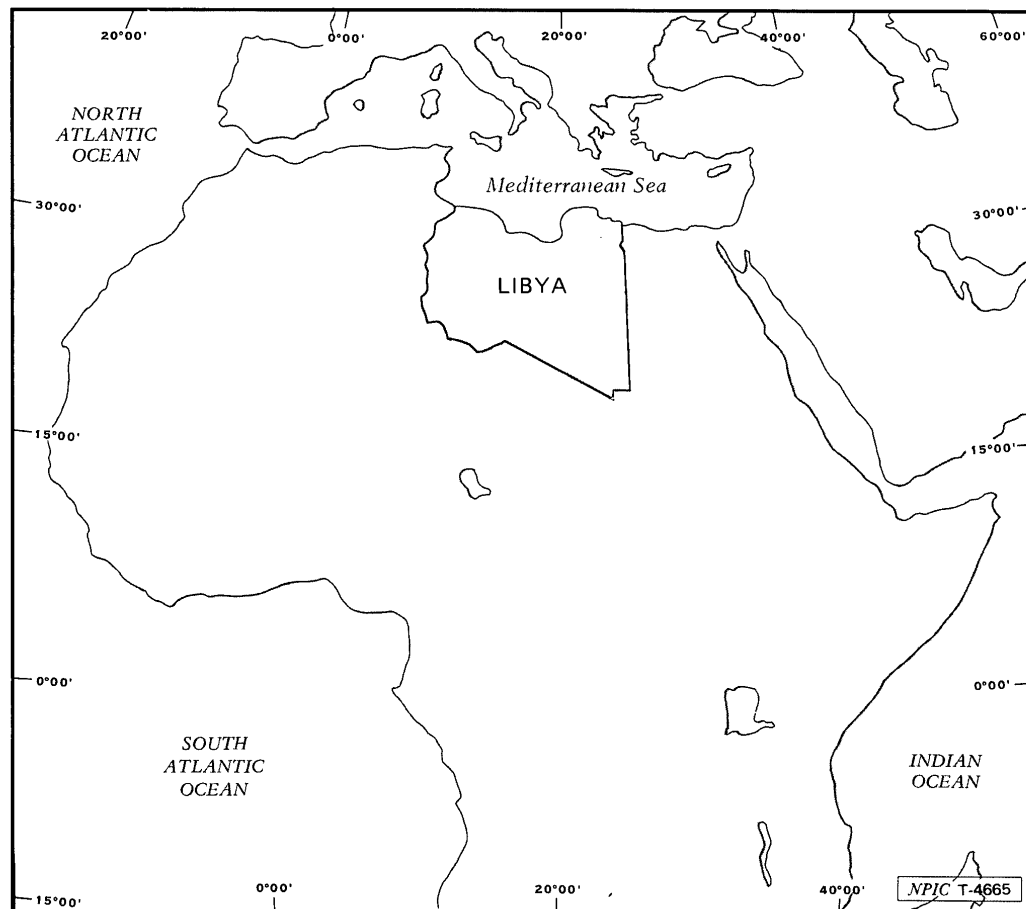 20°00'
0°00'
20°00'
40°00'
60°00'
NORTH
ATLANTIC
OCEAN
Mediterranean Sea
30°00'
30°00'
LIBYA
15°00'
15°00'
0°00'
0°00'
SOUTH
ATLANTIC
OCEAN
INDIAN
OCEAN
15°00'
0°00'
20°00'
40°00'
NPIC T-4665